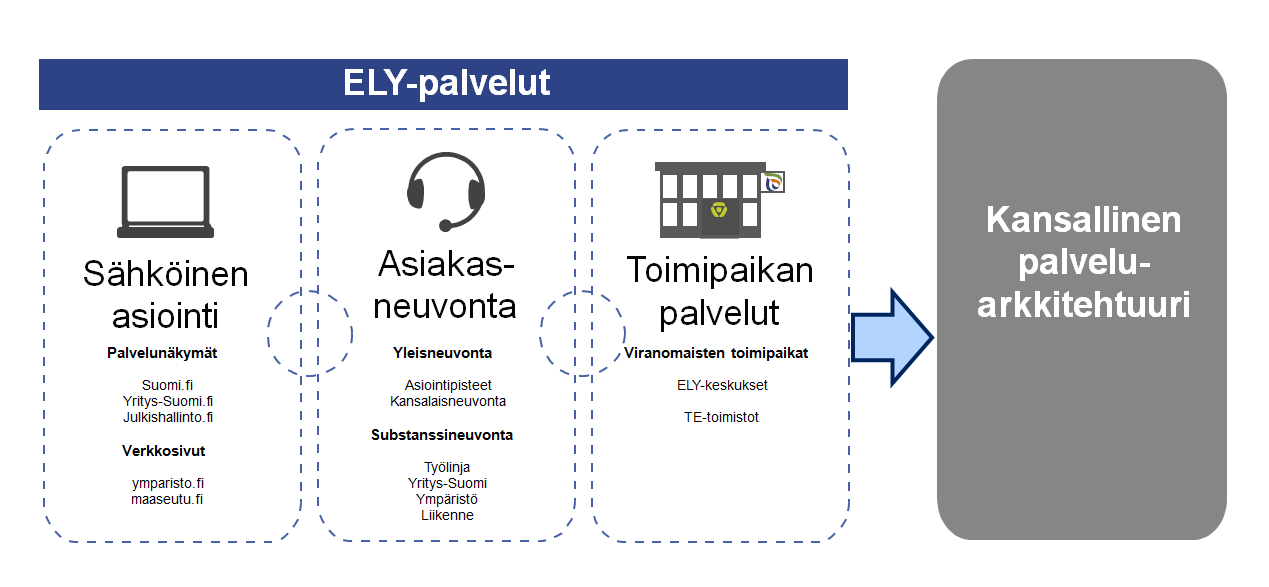 ELY-palvelut
Sähköinen
asiointi
Palvelunäkymät
Suomi.fi
Yritys-Suomi.fi
Julkishallinto.fi
Verkkosivut
ymparisto.fi
maaseutu.fi
Asiakas-
neuvonta
Yleisneuvonta
Asiointipisteet
Kansalaisneuvonta
Substanssineuvonta
Työlinja
Yritys-Suomi
Ympäristö
Liikenne
Toimipaikan
palvelut
Viranomaisten toimipaikat
ELY-keskukset
TE-toimistot
Kansallinen
palvelu-
arkkitehtuuri